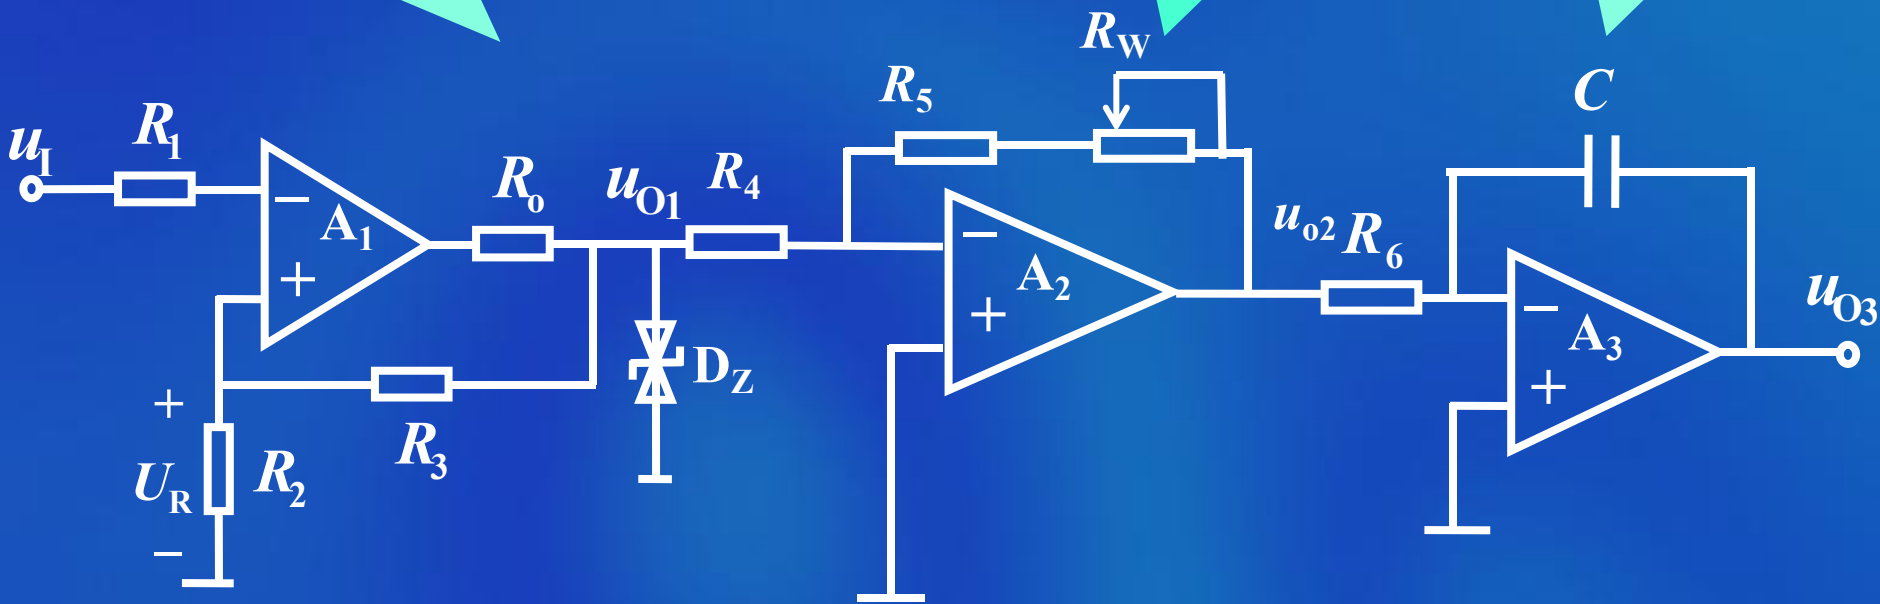 R_W
R_5
C
u_I
R_1
R_o
u_O1
R_4
−
A_1
+
−
A_2
+
u_o2
R_6
−
A_3
+
u_O3
D_Z
R_3
+
U_R
R_2
−